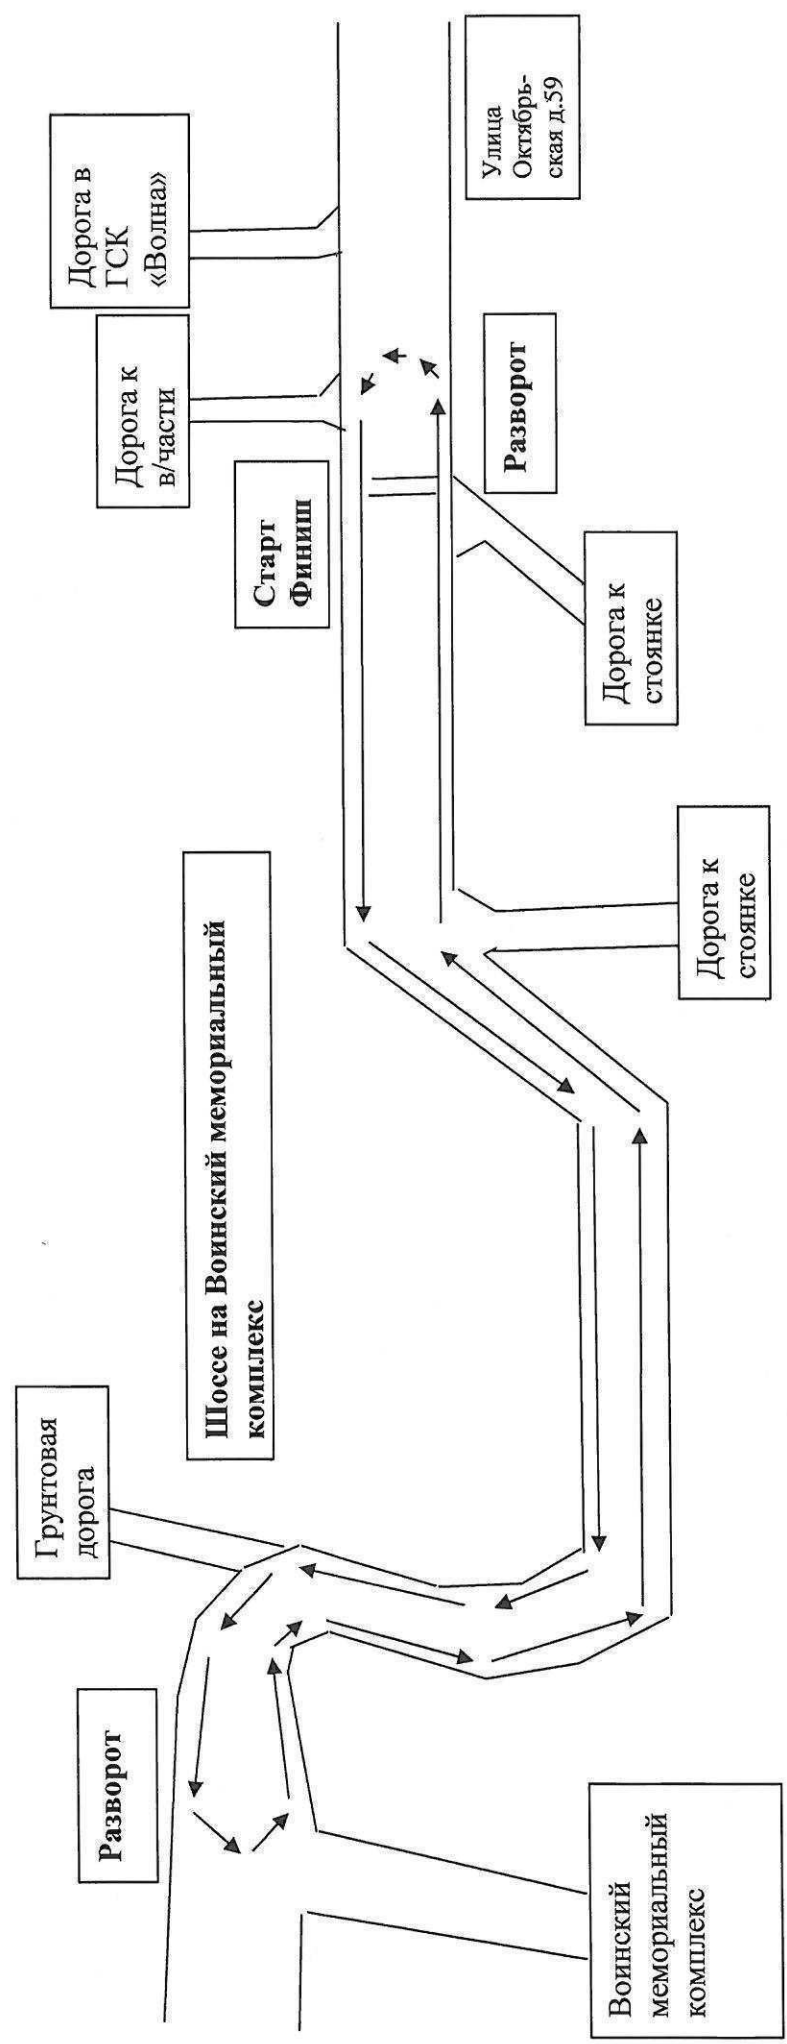 Дорога в
ГСК
«Волна»
Дорога к
в/части
Старт
Финиш
Шоссе на Воинский мемориальный
комплекс
Грунтовая
дорога
Разворот
Улица
Октябрь-
ская д.59
Разворот
Дорога к
стоянке
Дорога к
стоянке
Воинский
мемориальный
комплекс